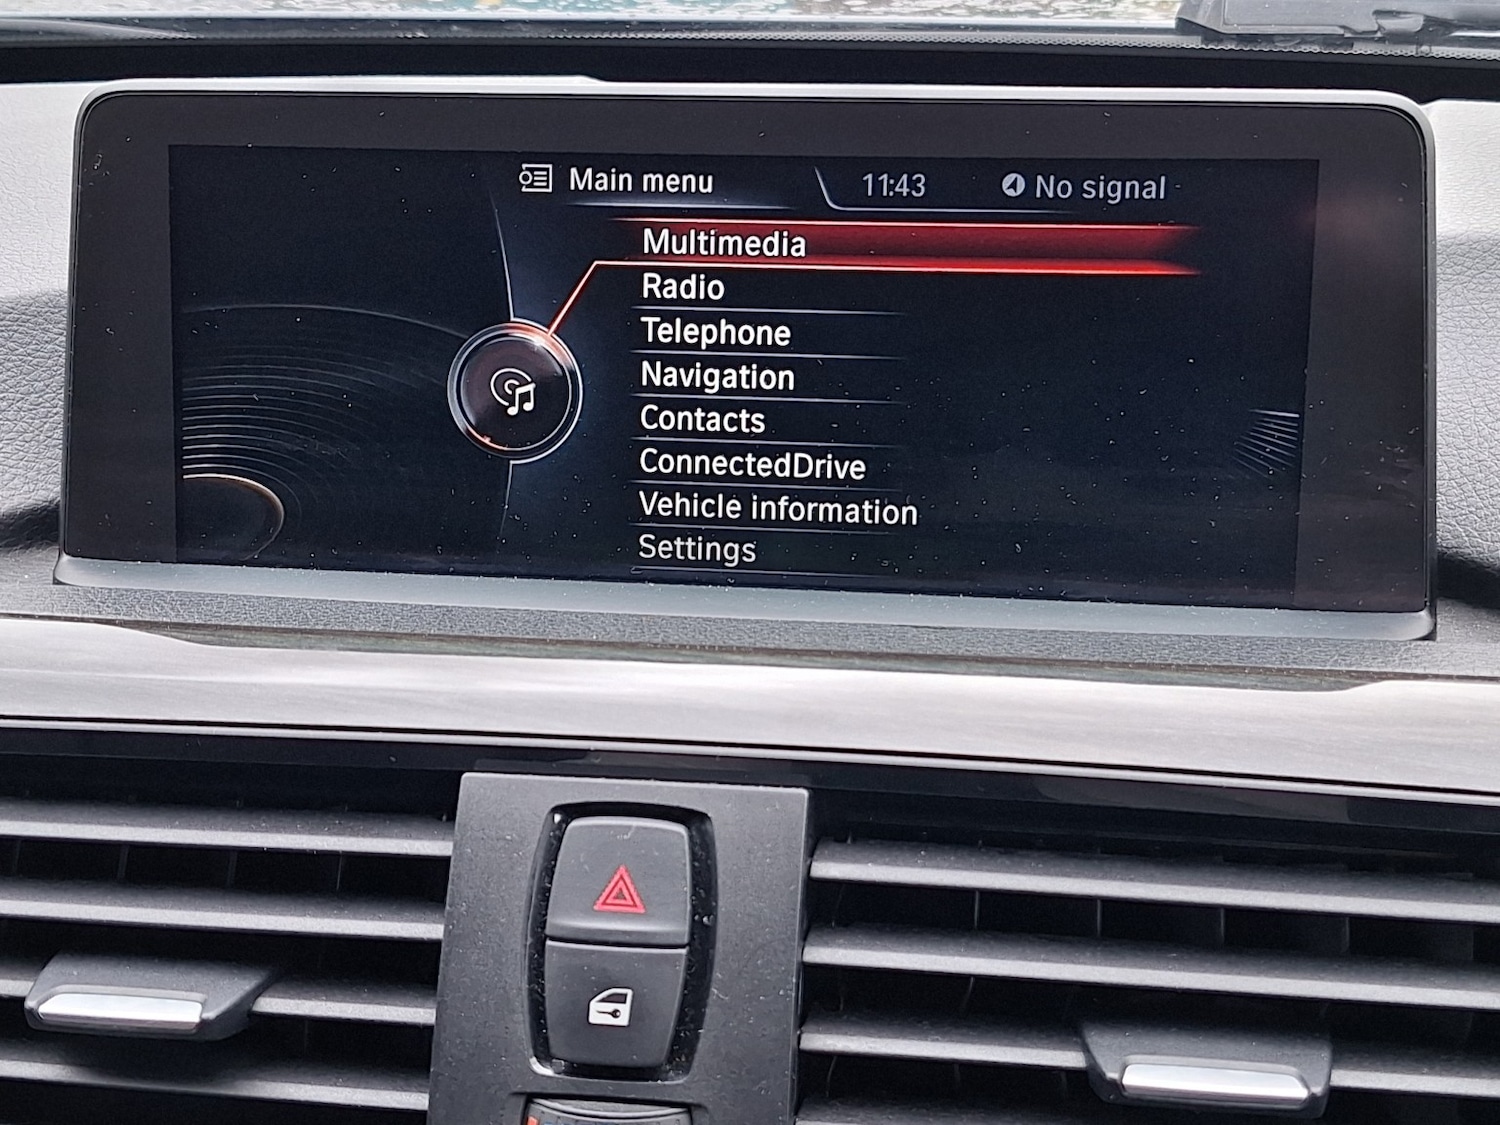 Main menu 11:43 No signal
Multimedia
Radio
Telephone
Navigation
Contacts
ConnectedDrive
Vehicle information
Settings